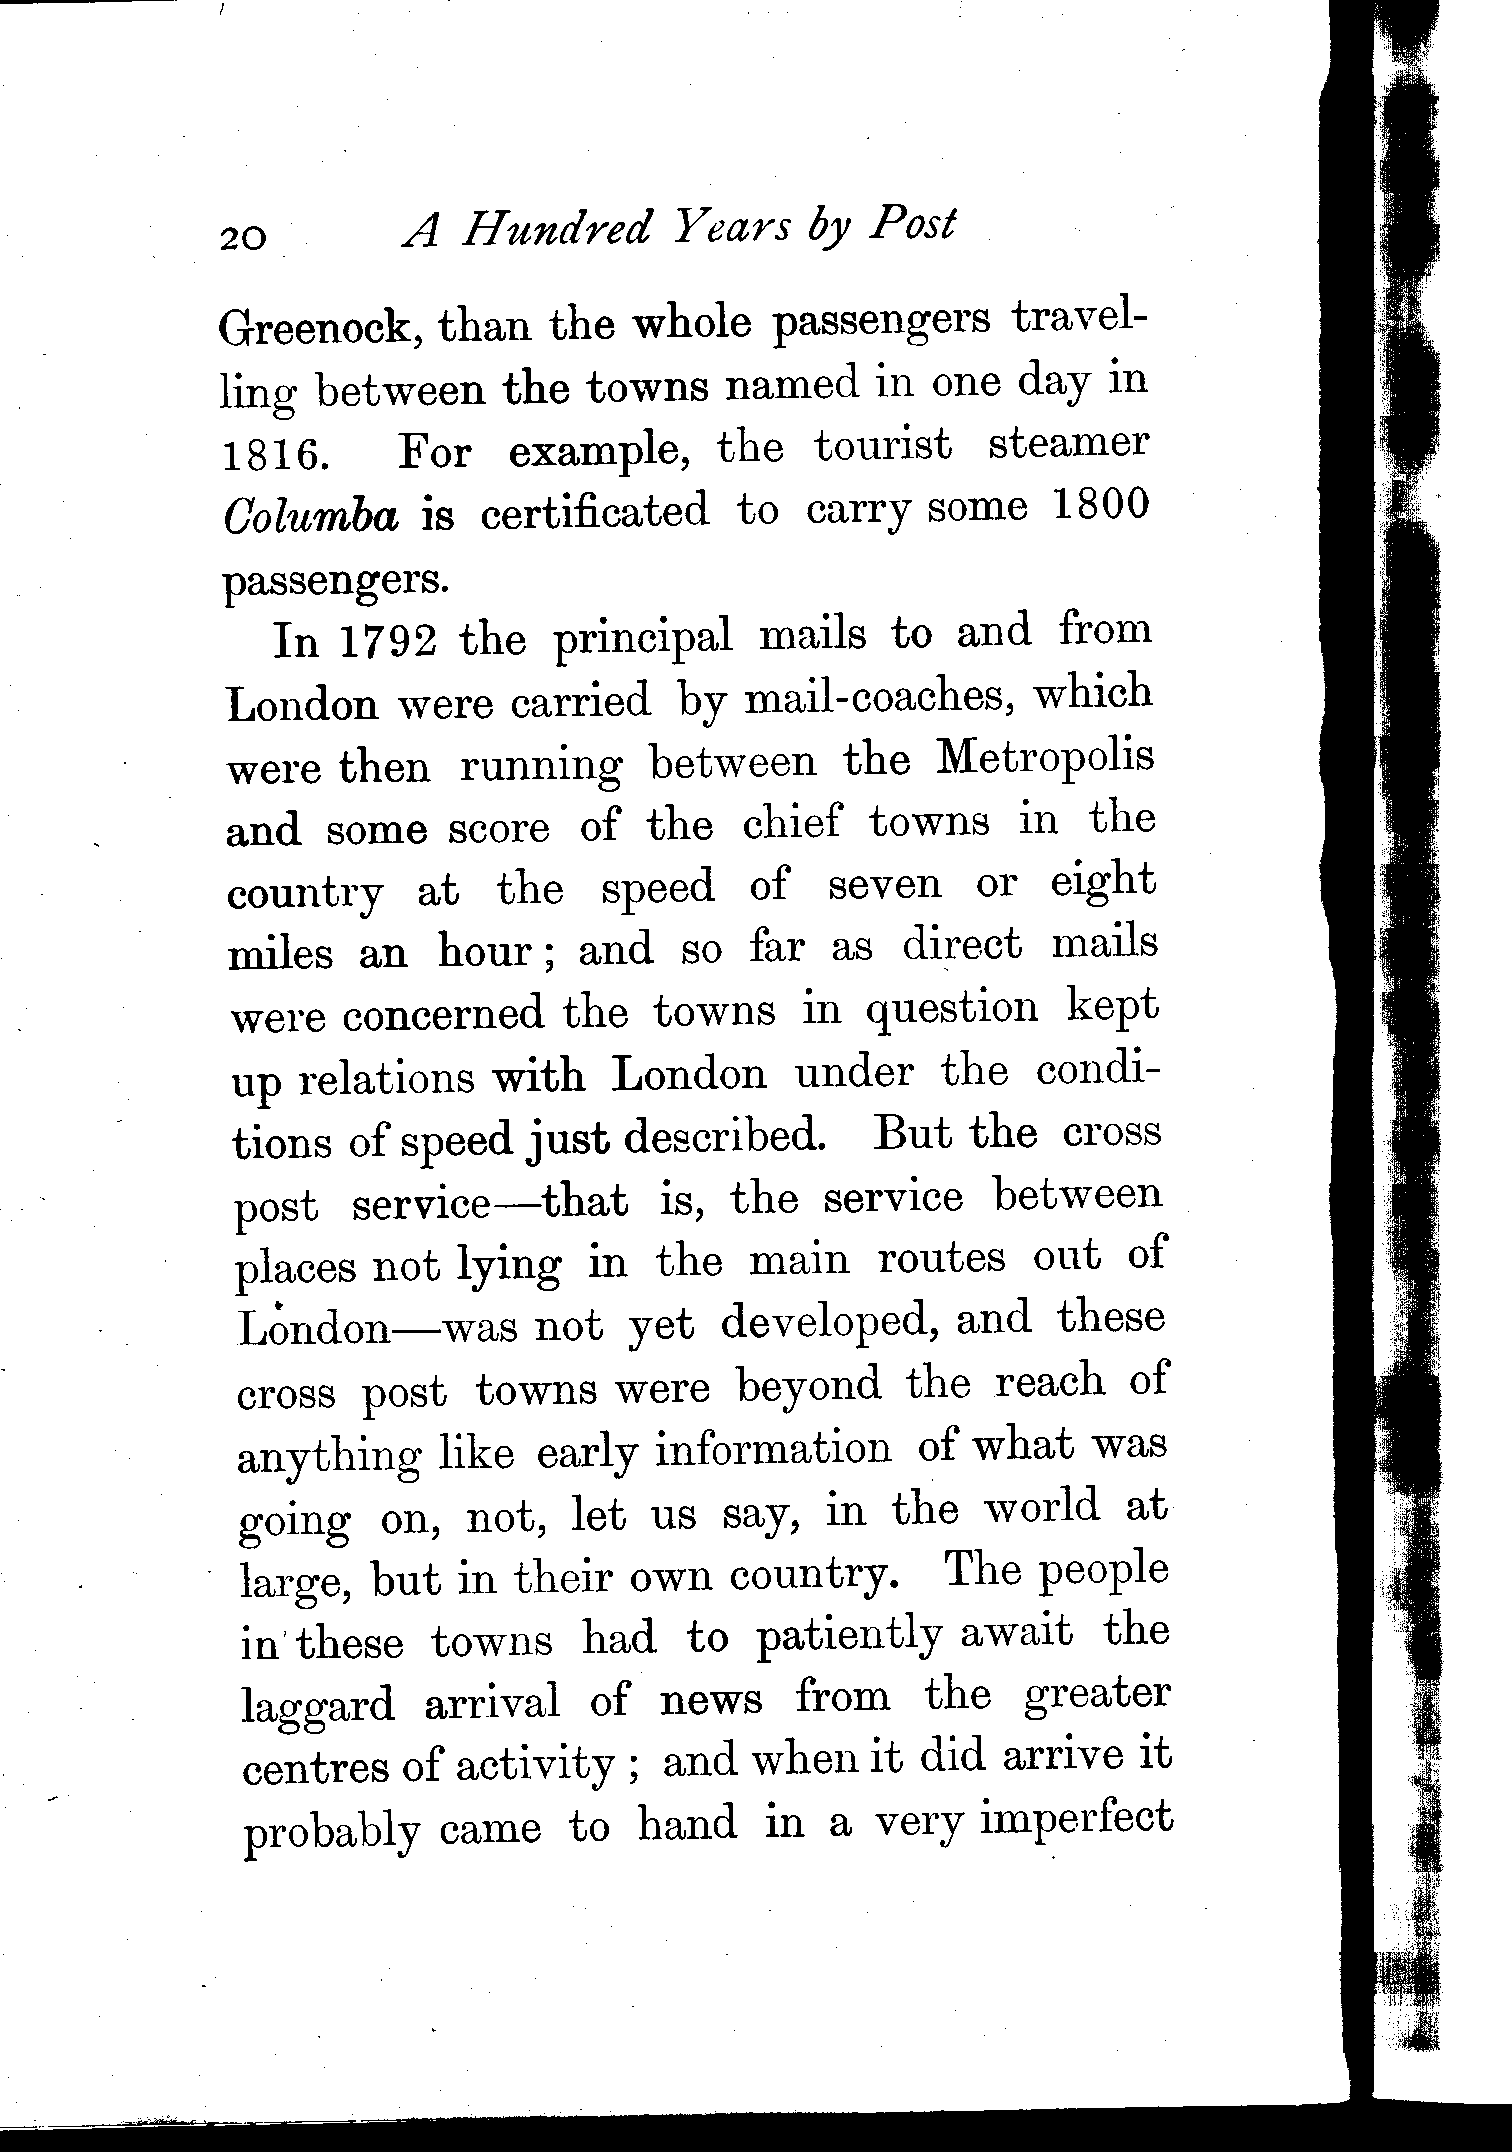 20 A Hundred Years by Post
Greenock, than the whole passengers travel-
ling between the towns named in one day in
1816. For example, the tourist steamer
Columba is certificated to carry some 1800
passengers.
In 1792 the principal mails to and from
London were carried by mail-coaches, which
were then running between the Metropolis
and some score of the chief towns in the
country at the speed of seven or eight
miles an hour; and so far as direct mails
were concerned the towns in question kept
up relations with London under the condi-
tions of speed just described. But the cross
post service—that is, the service between
places not lying in the main routes out of
London—was not yet developed, and these
cross post towns were beyond the reach of
anything like early information of what was
going on, not, let us say, in the world at
large, but in their own country. The people
in these towns had to patiently await the
laggard arrival of news from the greater
centres of activity; and when it did arrive it
probably came to hand in a very imperfect